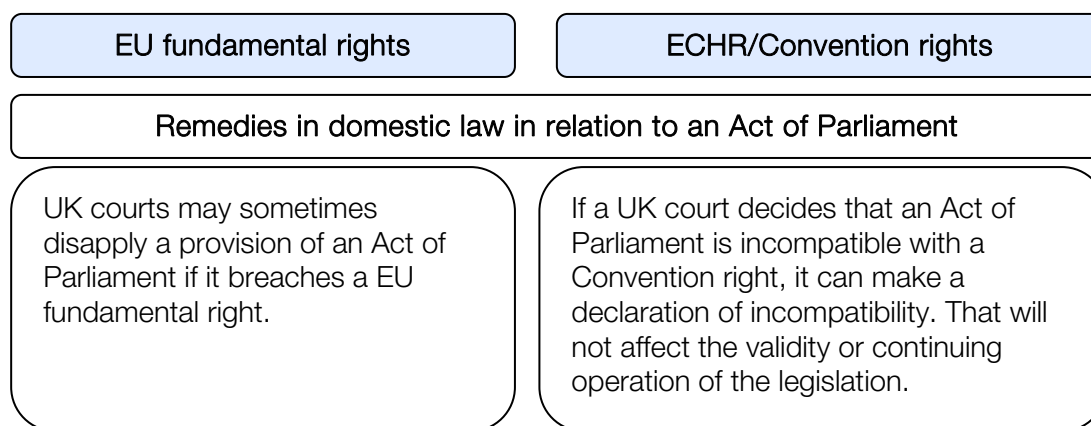 EU fundamental rights
ECHR/Convention rights
Remedies in domestic law in relation to an Act of Parliament
UK courts may sometimes
disapply a provision of an Act of
Parliament if it breaches a EU
fundamental right.
If a UK court decides that an Act of
Parliament is incompatible with a
Convention right, it can make a
declaration of incompatibility. That will
not affect the validity or continuing
operation of the legislation.